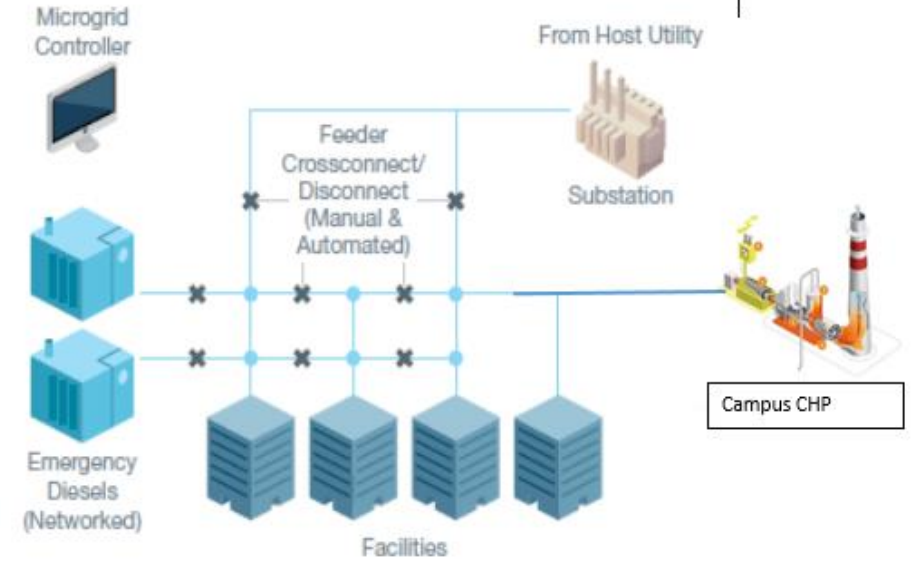 Microgrid
Controller
From Host Utility
Feeder
Crossconnect/
Disconnect
(Manual &
Automated)
Substation
Campus CHP
Emergency
Diesels
(Networked)
Facilities